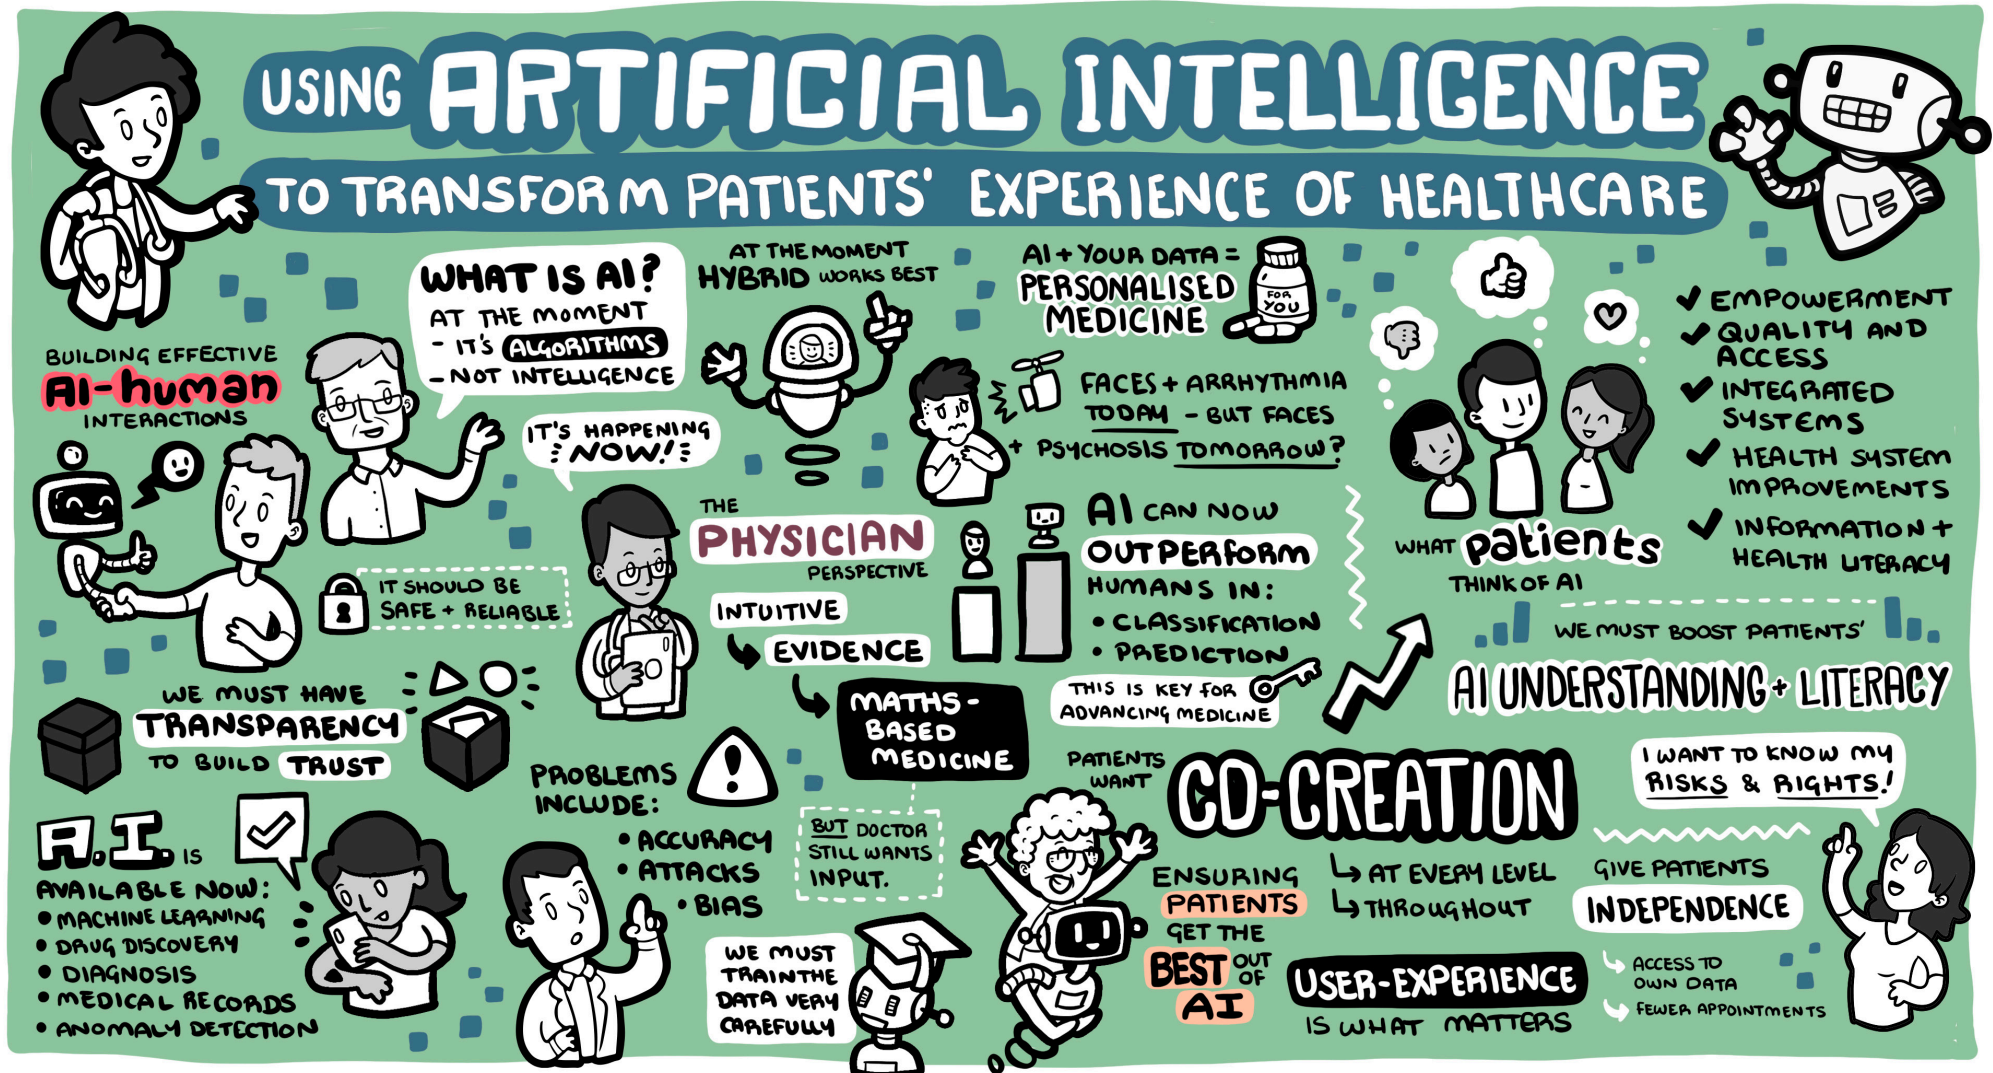 USING ARTIFICIAL INTELLIGENCE
TO TRANSFORM PATIENTS' EXPERIENCE OF HEALTHCARE
BUILDING EFFECTIVE
AI-human
INTERACTIONS
WHAT IS AI?
AT THE MOMENT
- IT'S ALGORITHMS
- NOT INTELLIGENCE
IT'S HAPPENING
NOW!
AT THE MOMENT
HYBRID WORKS BEST
AI + YOUR DATA =
PERSONALISED
MEDICINE
FOR
YOU
FACES + ARRHYTHMIA
TODAY - BUT FACES
+ PSYCHOSIS TOMORROW?
WHAT patients
THINK OF AI
✔ EMPOWERMENT
✔ QUALITY AND
ACCESS
✔ INTEGRATED
SYSTEMS
✔ HEALTH SYSTEM
IMPROVEMENTS
✔ INFORMATION +
HEALTH LITERACY
IT SHOULD BE
SAFE + RELIABLE
THE
PHYSICIAN
PERSPECTIVE
INTUITIVE
EVIDENCE
MATHS-
BASED
MEDICINE
BUT DOCTOR
STILL WANTS
INPUT.
AI CAN NOW
OUTPERFORM
HUMANS IN:
• CLASSIFICATION
• PREDICTION
THIS IS KEY FOR
ADVANCING MEDICINE
WE MUST BOOST PATIENTS'
AI UNDERSTANDING + LITERACY
WE MUST HAVE
TRANSPARENCY
TO BUILD TRUST
A.I. IS
AVAILABLE NOW:
• MACHINE LEARNING
• DRUG DISCOVERY
• DIAGNOSIS
• MEDICAL RECORDS
• ANOMALY DETECTION
PROBLEMS
INCLUDE:
• ACCURACY
• ATTACKS
• BIAS
WE MUST
TRAIN THE
DATA VERY
CAREFULLY
PATIENTS
WANT
CO-CREATION
AT EVERY LEVEL
THROUGHOUT
ENSURING
PATIENTS
GET THE
BEST OUT
OF
AI
USER-EXPERIENCE
IS WHAT MATTERS
I WANT TO KNOW MY
RISKS & RIGHTS!
GIVE PATIENTS
INDEPENDENCE
ACCESS TO
OWN DATA
FEWER APPOINTMENTS